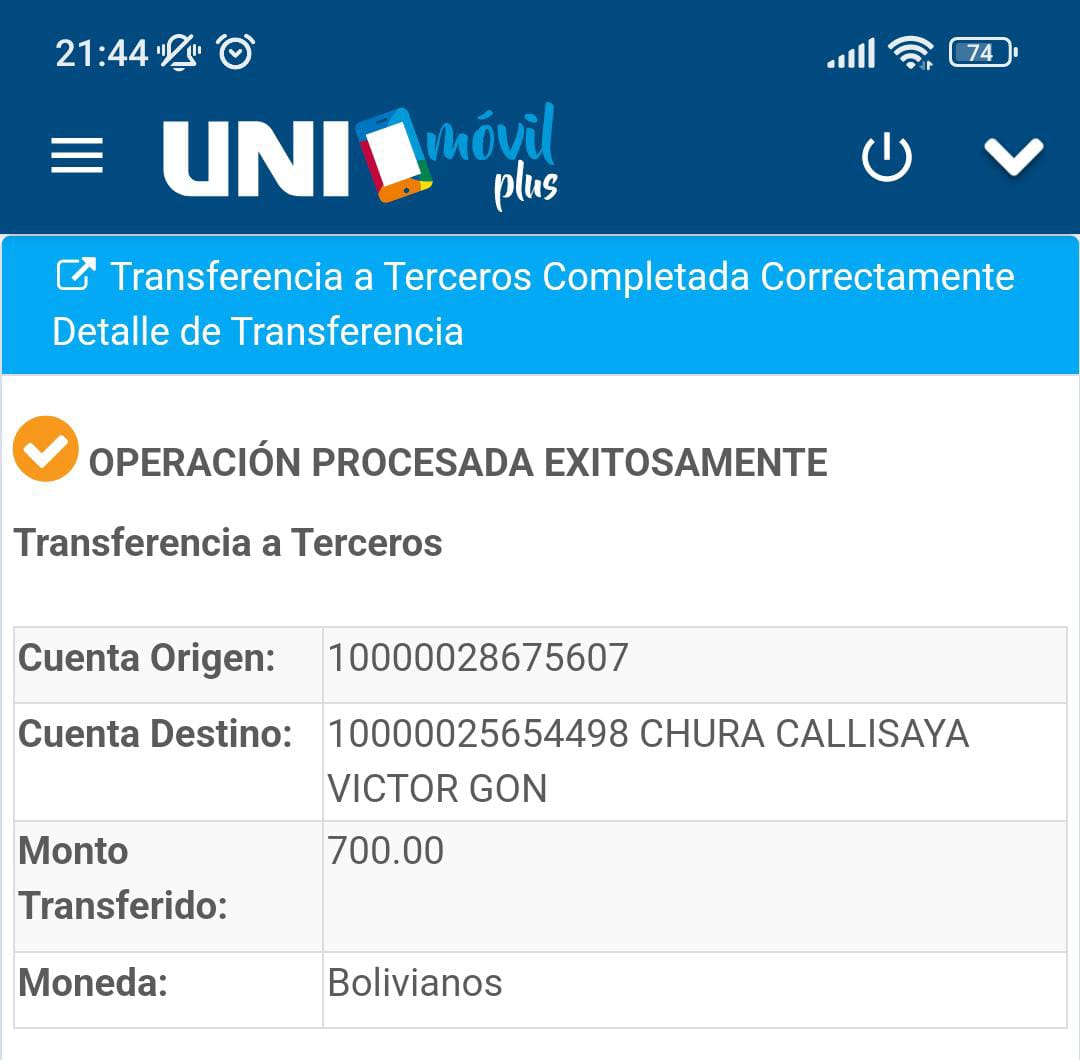 21:44
74
UNI móvil
plus
Transferencia a Terceros Completada Correctamente
Detalle de Transferencia
OPERACIÓN PROCESADA EXITOSAMENTE
Transferencia a Terceros
Cuenta Origen: 10000028675607
Cuenta Destino: 10000025654498 CHURA CALLISAYA
VICTOR GON
Monto 700.00
Transferido:
Moneda: Bolivianos